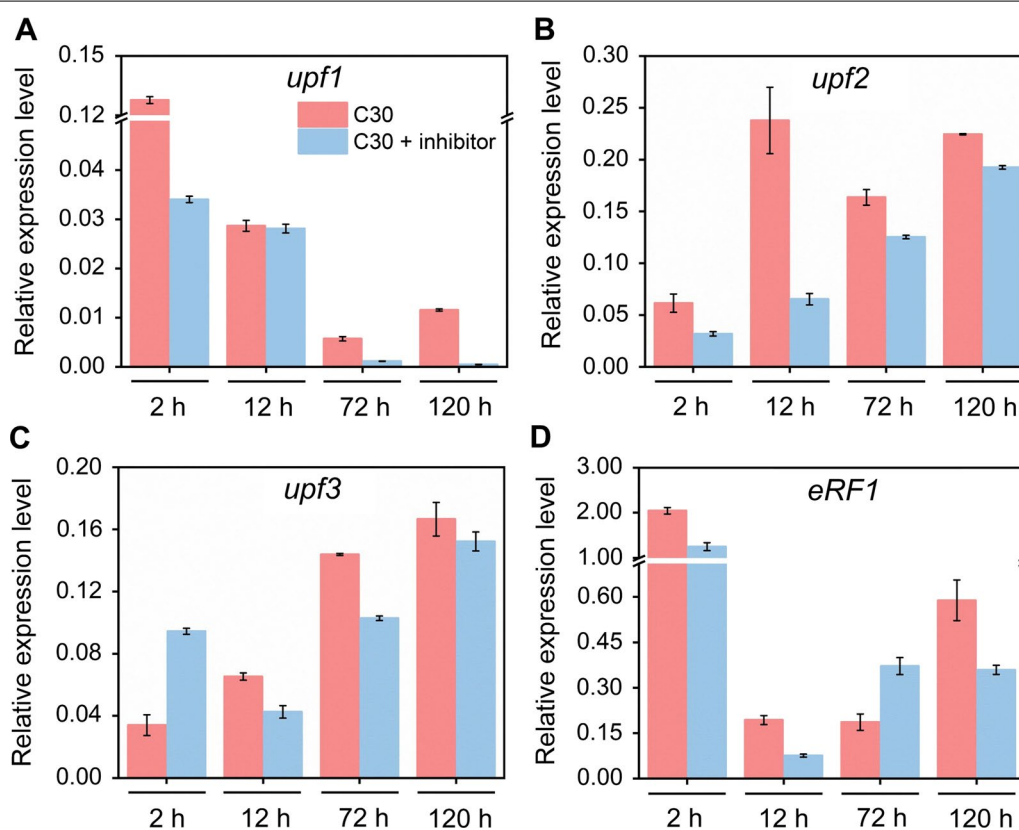 A
upf1
Relative expression level
0.15
0.12
0.04
0.03
0.02
0.01
0.00
C30
C30 + inhibitor
2 h 12 h 72 h 120 h
B
upf2
Relative expression level
0.30
0.25
0.20
0.15
0.10
0.05
0.00
2 h 12 h 72 h 120 h
C
upf3
Relative expression level
0.20
0.16
0.12
0.08
0.04
0.00
2 h 12 h 72 h 120 h
D
eRF1
Relative expression level
3.00
2.00
1.00
0.60
0.45
0.30
0.15
0.00
2 h 12 h 72 h 120 h